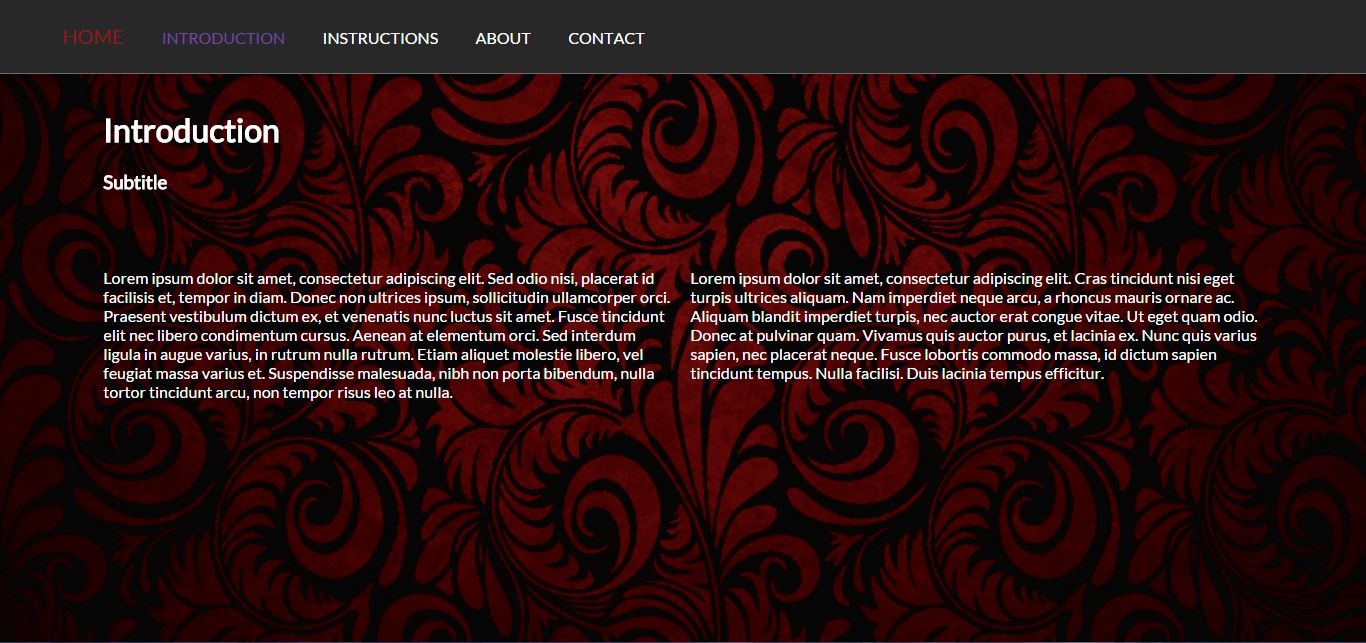 HOME INTRODUCTION INSTRUCTIONS ABOUT CONTACT
Introduction
Subtitle
Lorem ipsum dolor sit amet, consectetur adipiscing elit. Sed odio nisi, placerat id
facilisis et, tempor in diam. Donec non ultrices ipsum, sollicitudin ullamcorper orci.
Praesent vestibulum dictum ex, et venenatis nunc luctus sit amet. Fusce tincidunt
elit nec libero condimentum cursus. Aenean at elementum orci. Sed interdum
ligula in augue varius, in rutrum nulla rutrum. Etiam aliquet molestie libero, vel
feugiat massa varius et. Suspendisse malesuada, nibh non porta bibendum, nulla
tortor tincidunt arcu, non tempor risus leo at nulla.
Lorem ipsum dolor sit amet, consectetur adipiscing elit. Cras tincidunt nisi eget
turpis ultrices aliquam. Nam imperdiet neque arcu, a rhoncus mauris ornare ac.
Aliquam blandit imperdiet turpis, nec auctor erat congue vitae. Ut eget quam odio.
Donec at pulvinar quam. Vivamus quis auctor purus, et lacinia ex. Nunc quis varius
sapien, nec placerat neque. Fusce lobortis commodo massa, id dictum sapien
tincidunt tempus. Nulla facilisi. Duis lacinia tempus efficitur.